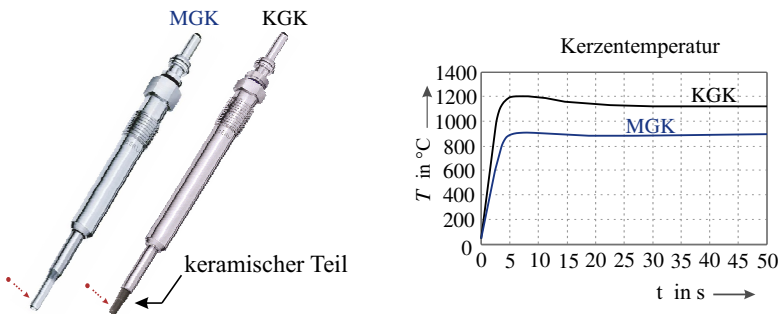 MGK KGK
keramischer Teil
Kerzentemperatur
T in °C
1400
1200
1000
800
600
400
200
0
KGK
MGK
0 5 10 15 20 25 30 35 40 45 50
t in s